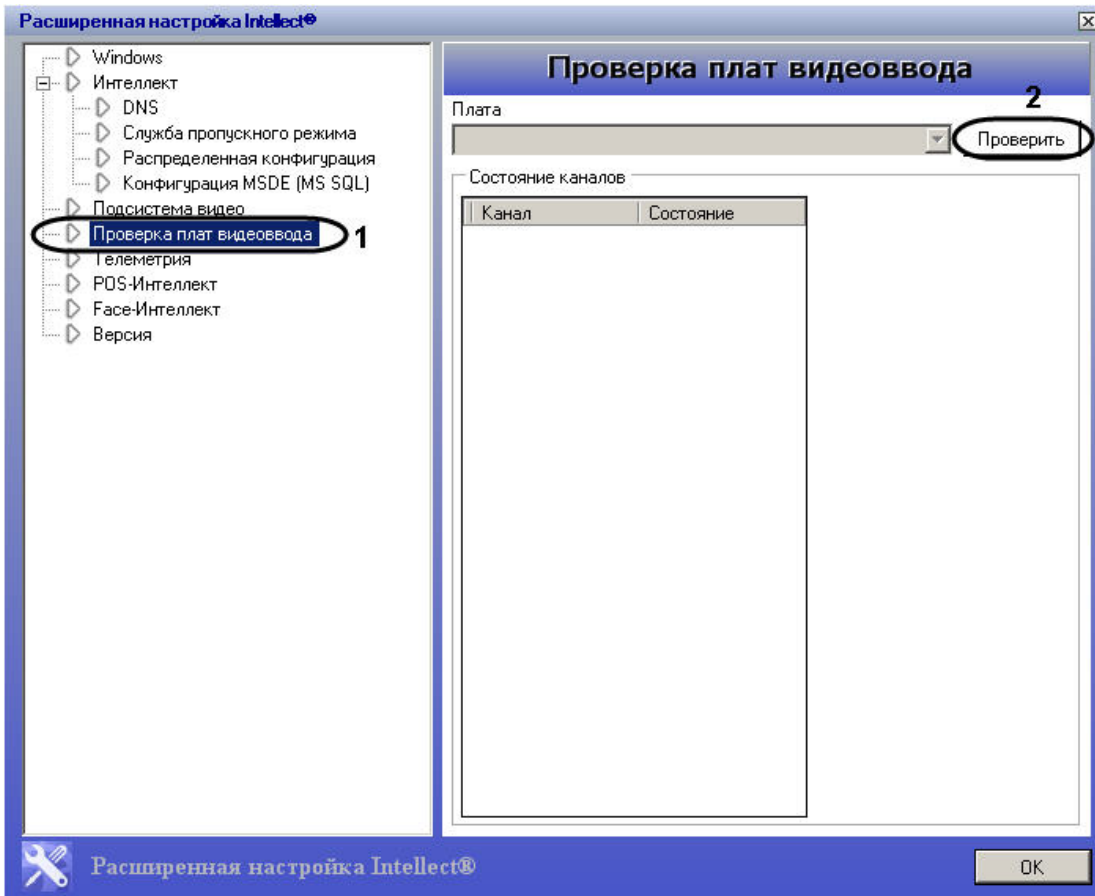 Расширенная настройка Intellect®
Windows
Интеллект
DNS
Служба пропускного режима
Распределенная конфигурация
Конфигурация MSDE (MS SQL)
Подсистема видео
Проверка плат видеоввода 1
Телеметрия
POS-Интеллект
Face-Интеллект
Версия
Проверка плат видеоввода
Плата
2
Проверить
Состояние каналов
Канал Состояние
Расширенная настройка Intellect®
OK